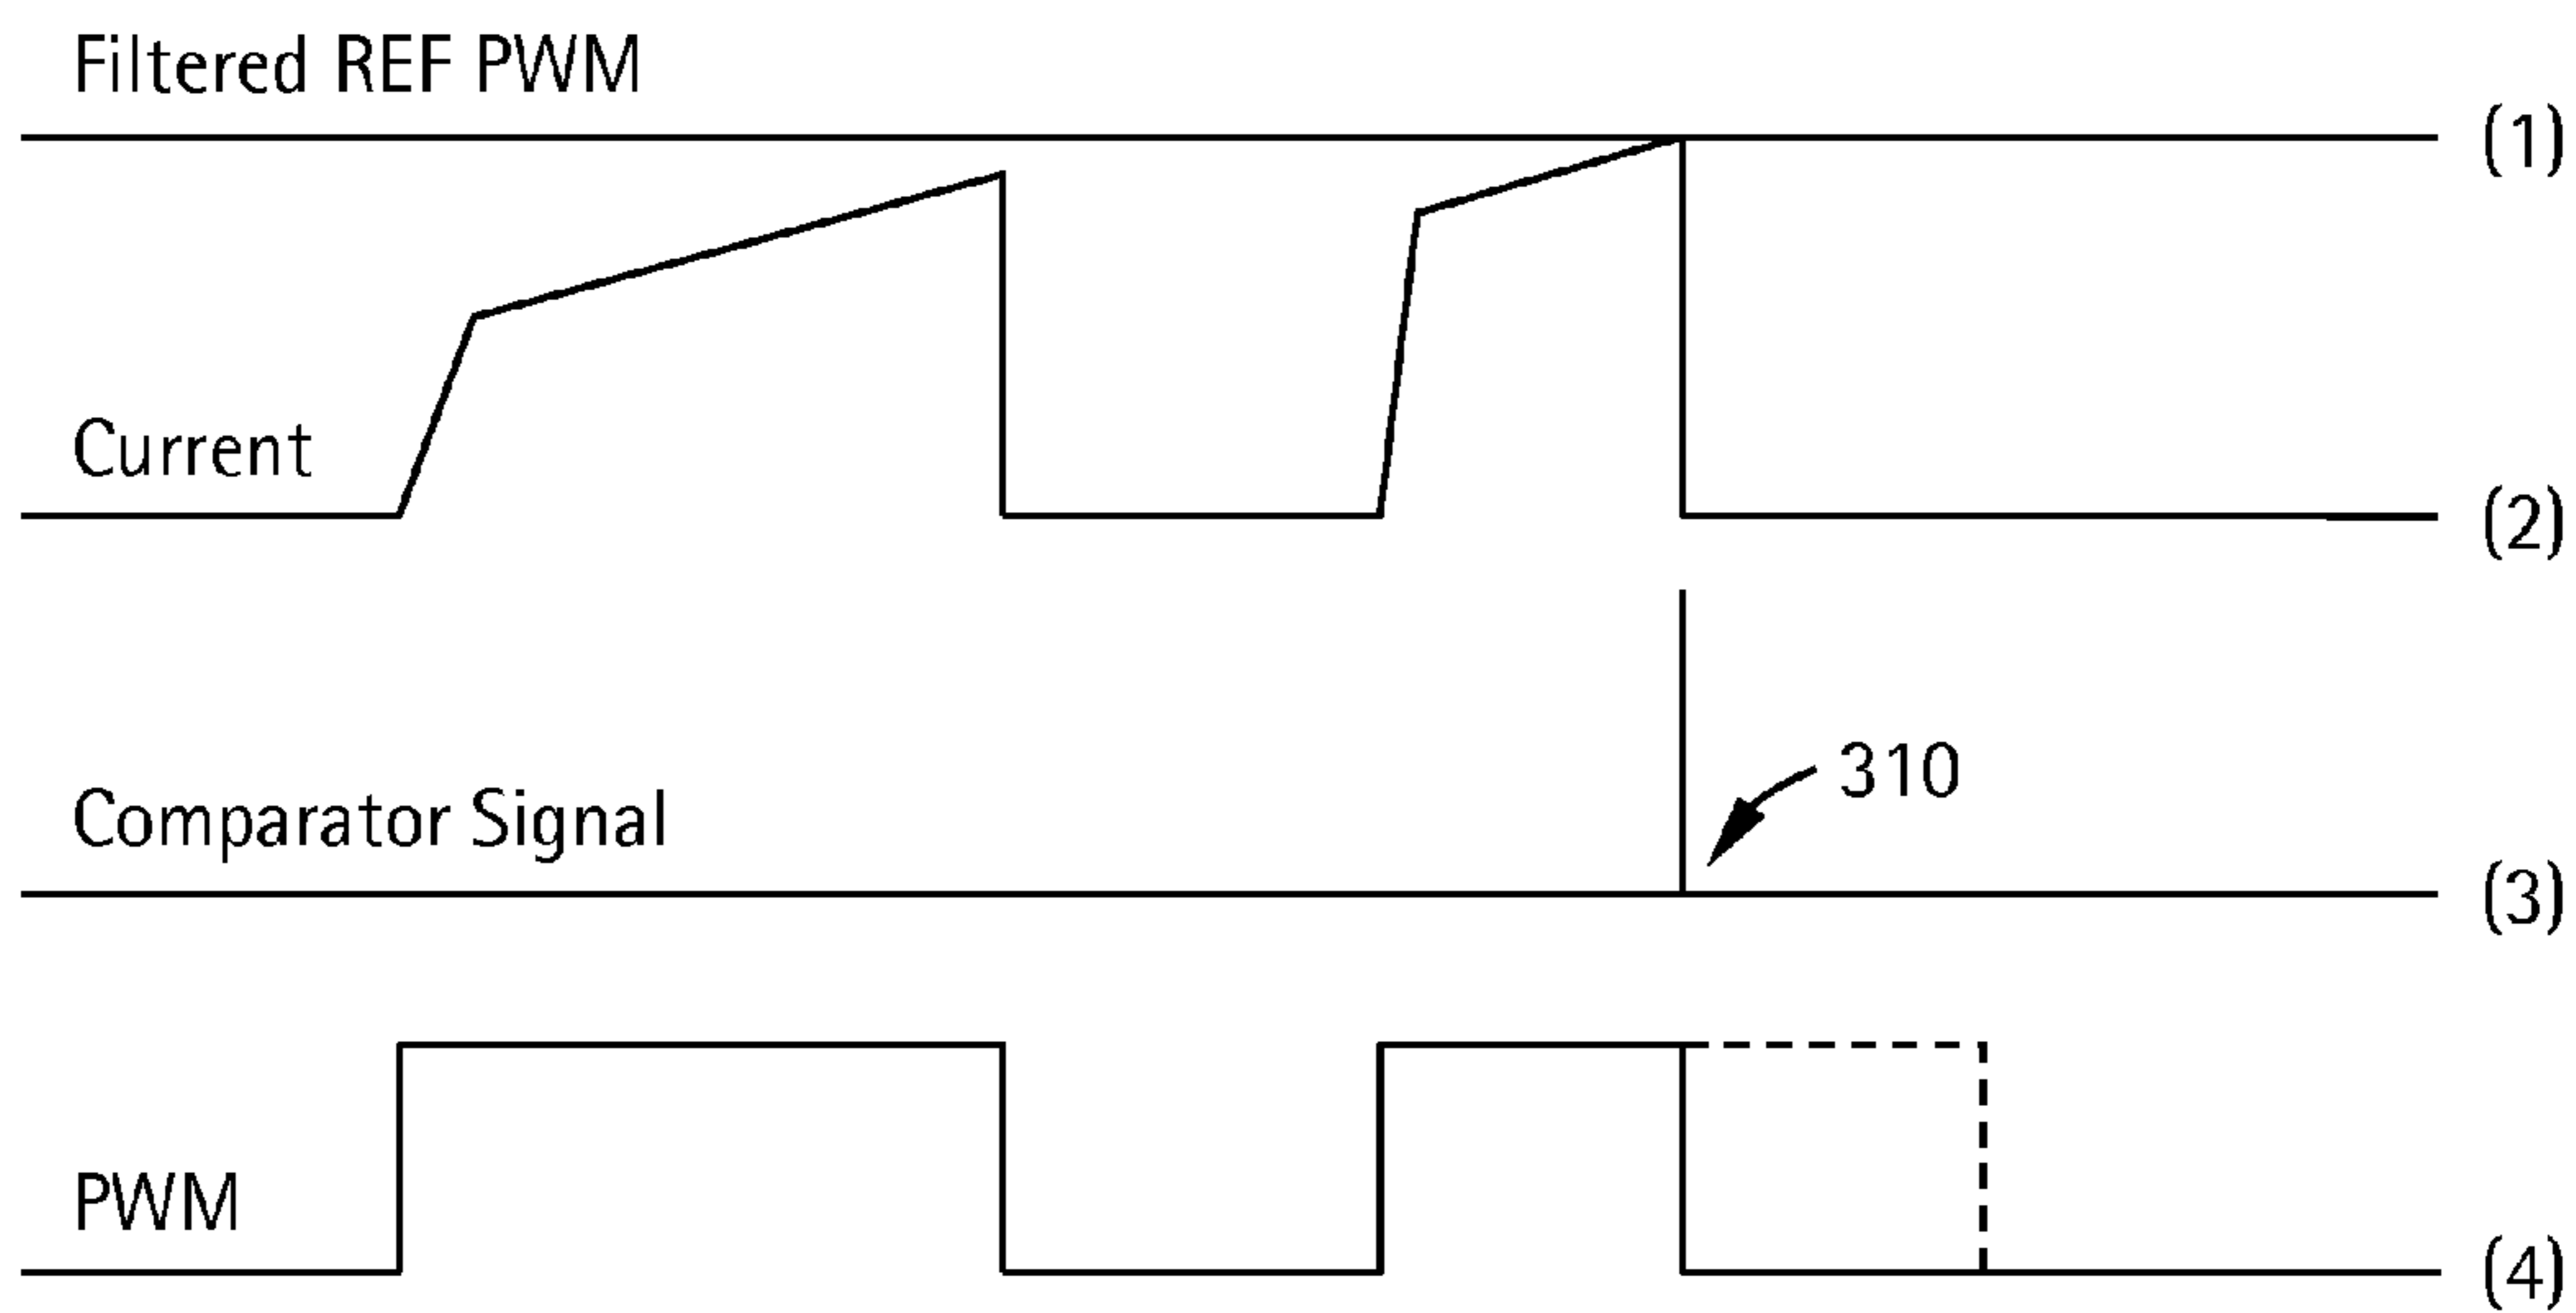 Filtered REF PWM
(1)
Current
(2)
310
Comparator Signal
(3)
PWM
(4)